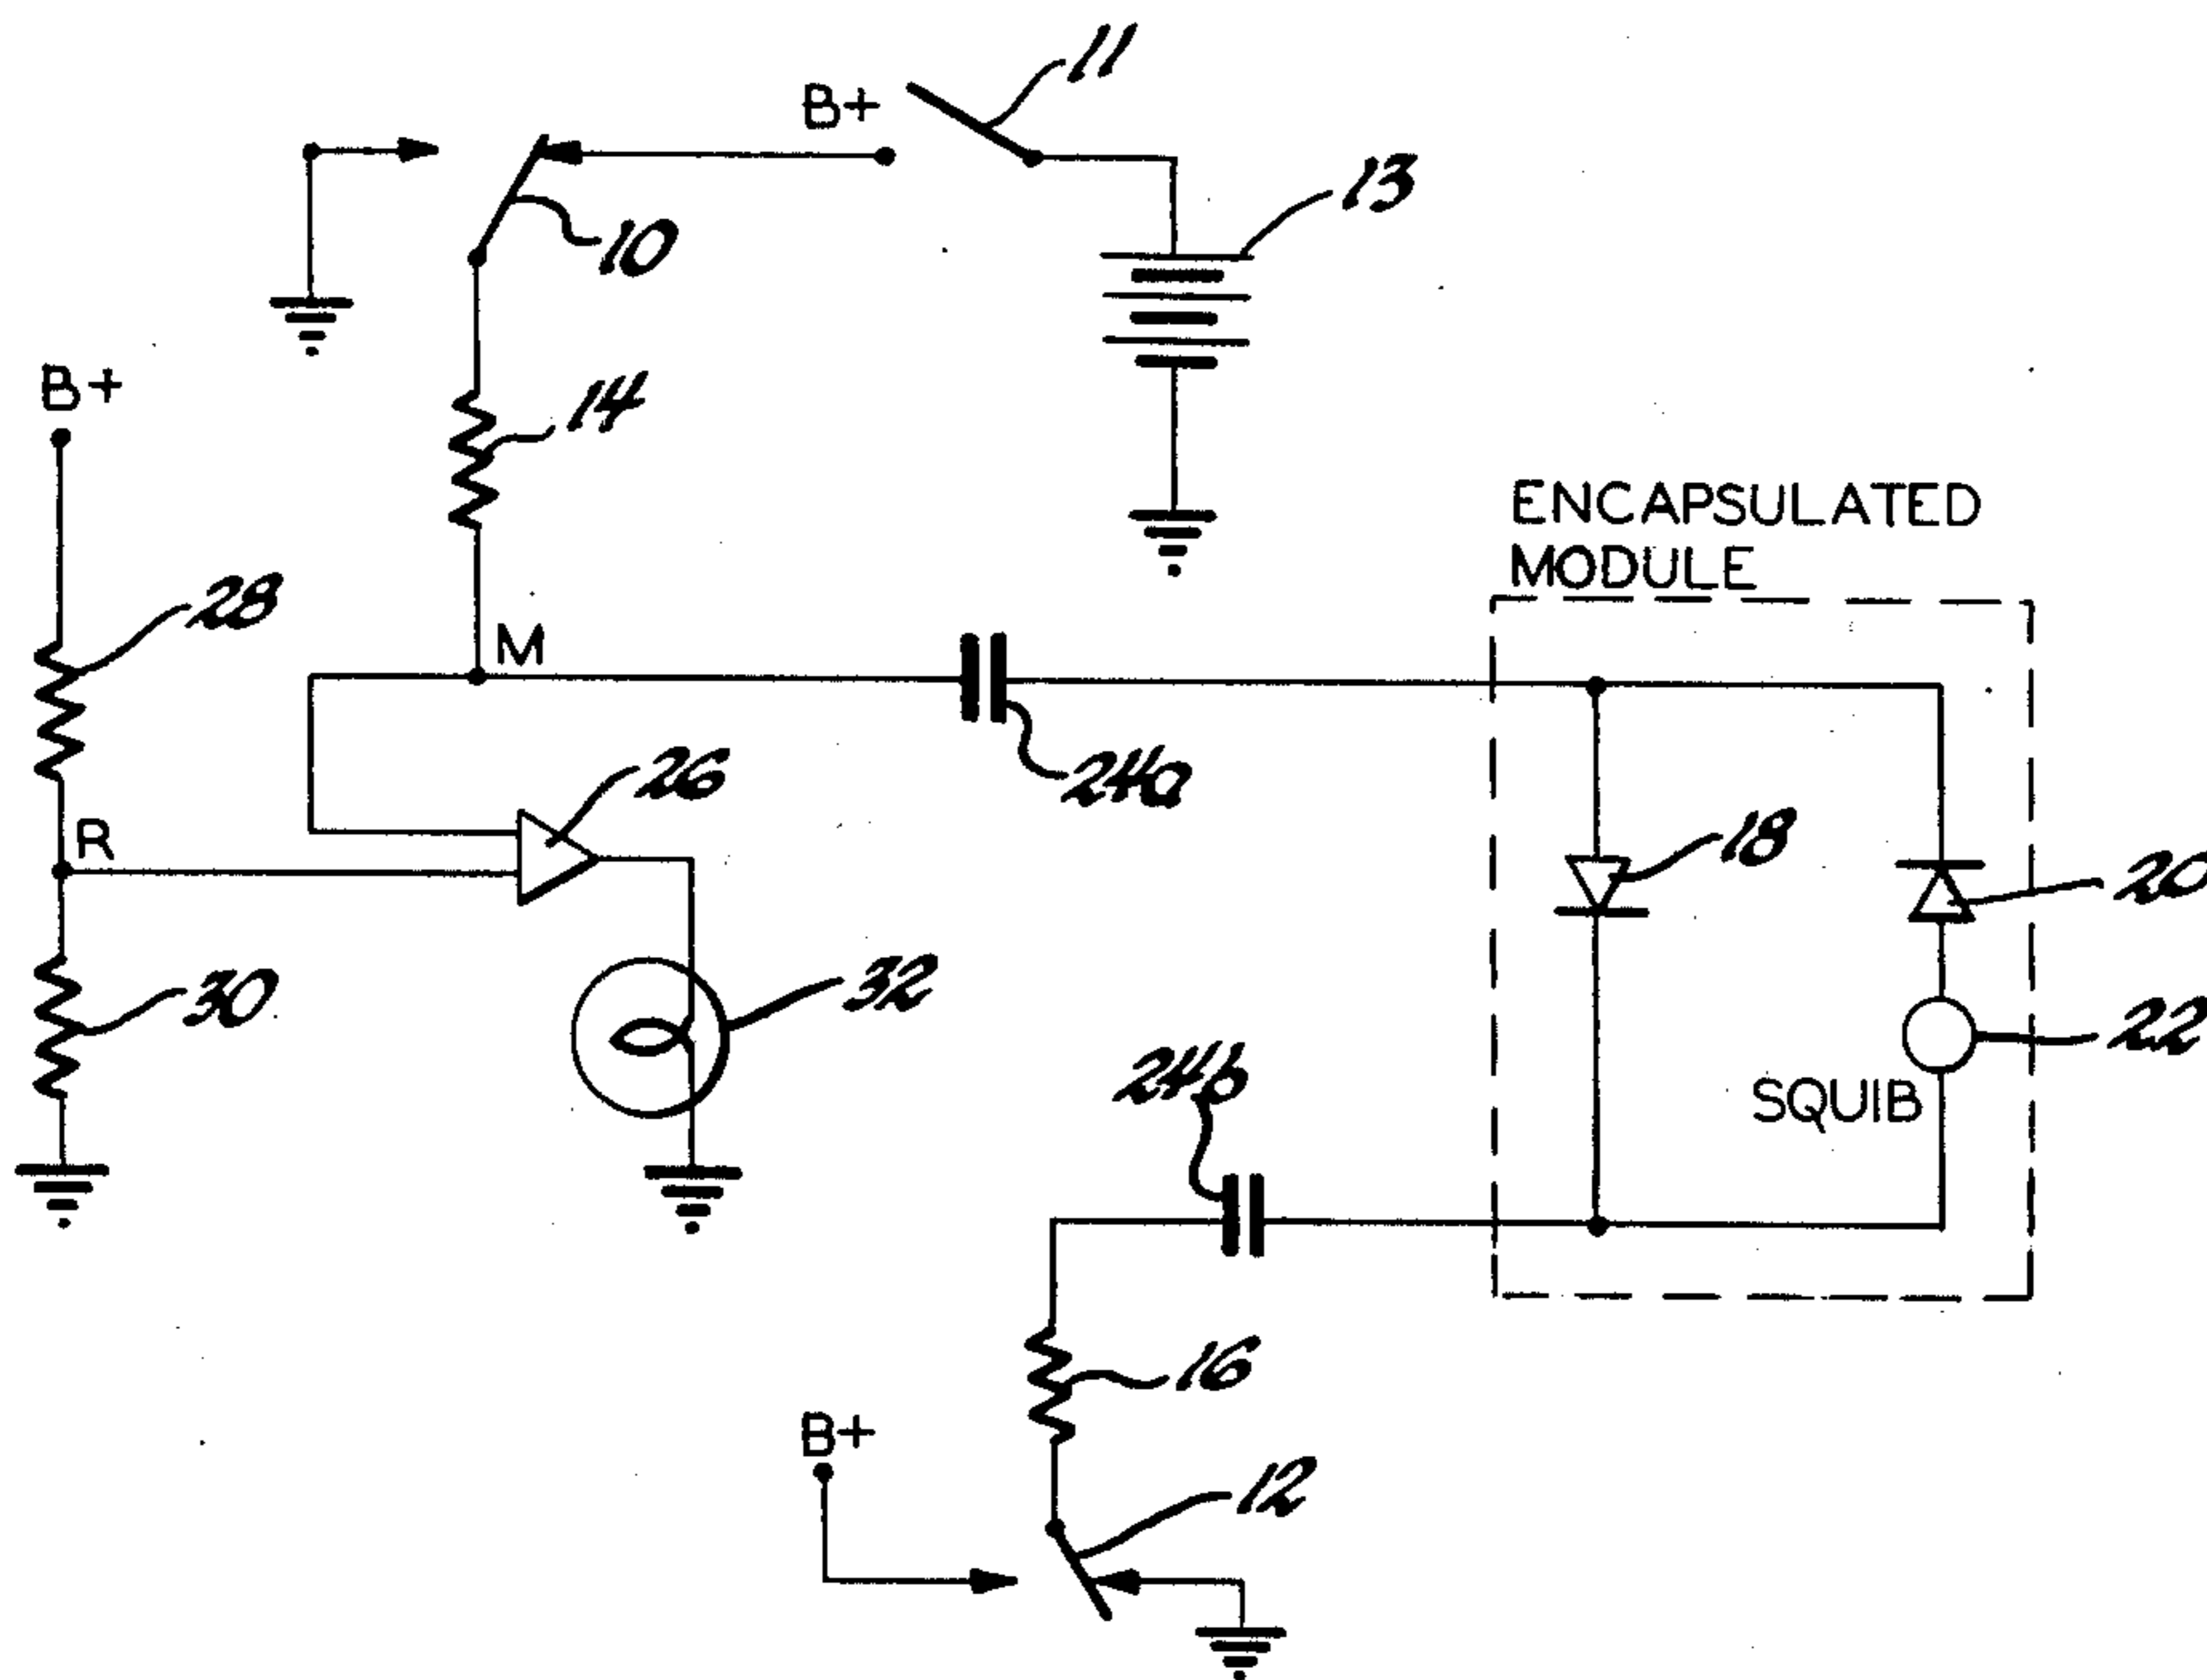 11
B+
13
10
B+
14
ENCAPSULATED
MODULE
28
M
26
24a
R
18
20
32
30
22
24b
SQUIB
16
B+
12